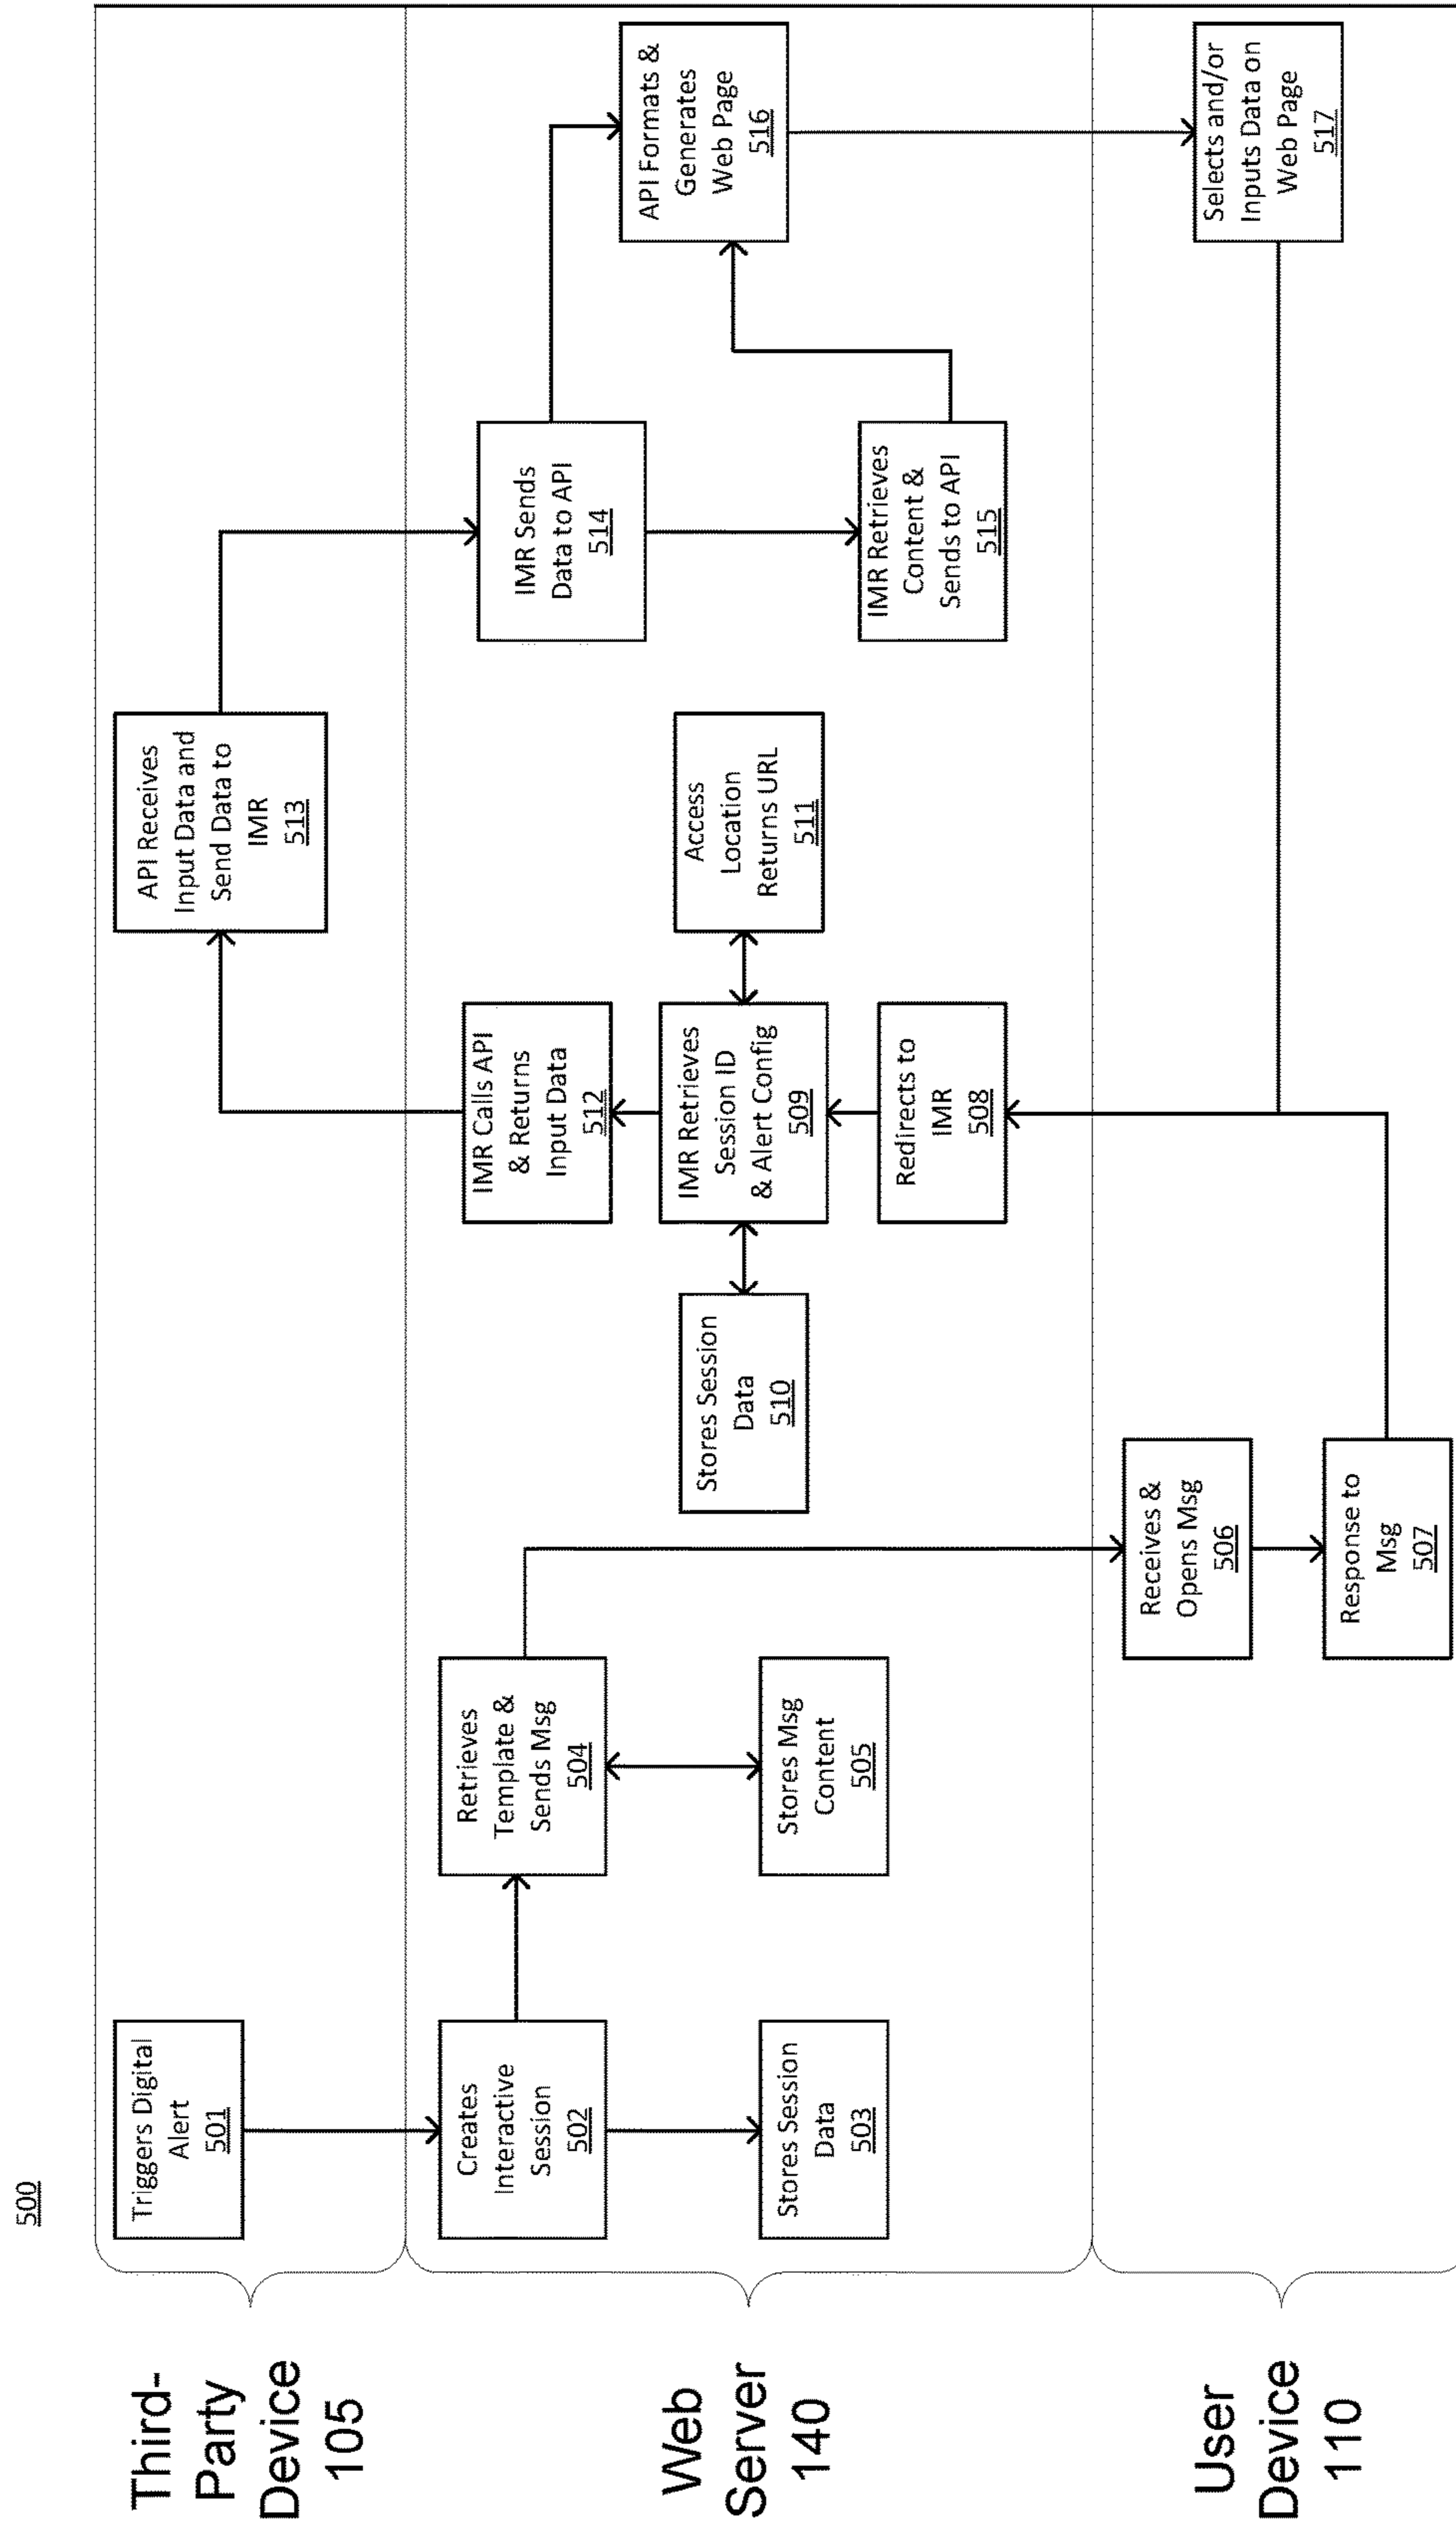 500
Third-
Party
Device
105
Triggers Digital
Alert
501
API Receives
Input Data and
Send Data to
IMR
513
Web
Server
140
Creates
Interactive
Session
502
Stores Session
Data
503
Retrieves
Template &
Sends Msg
504
Stores Msg
Content
505
Stores Session
Data
510
IMR Calls API
& Returns
Input Data
512
IMR Retrieves
Session ID
& Alert Config
509
Redirects to
IMR
508
Access
Location
Returns URL
511
IMR Sends
Data to API
514
IMR Retrieves
Content &
Sends to API
515
API Formats &
Generates
Web Page
516
User
Device
110
Receives &
Opens Msg
506
Response to
Msg
507
Selects and/or
Inputs Data on
Web Page
517